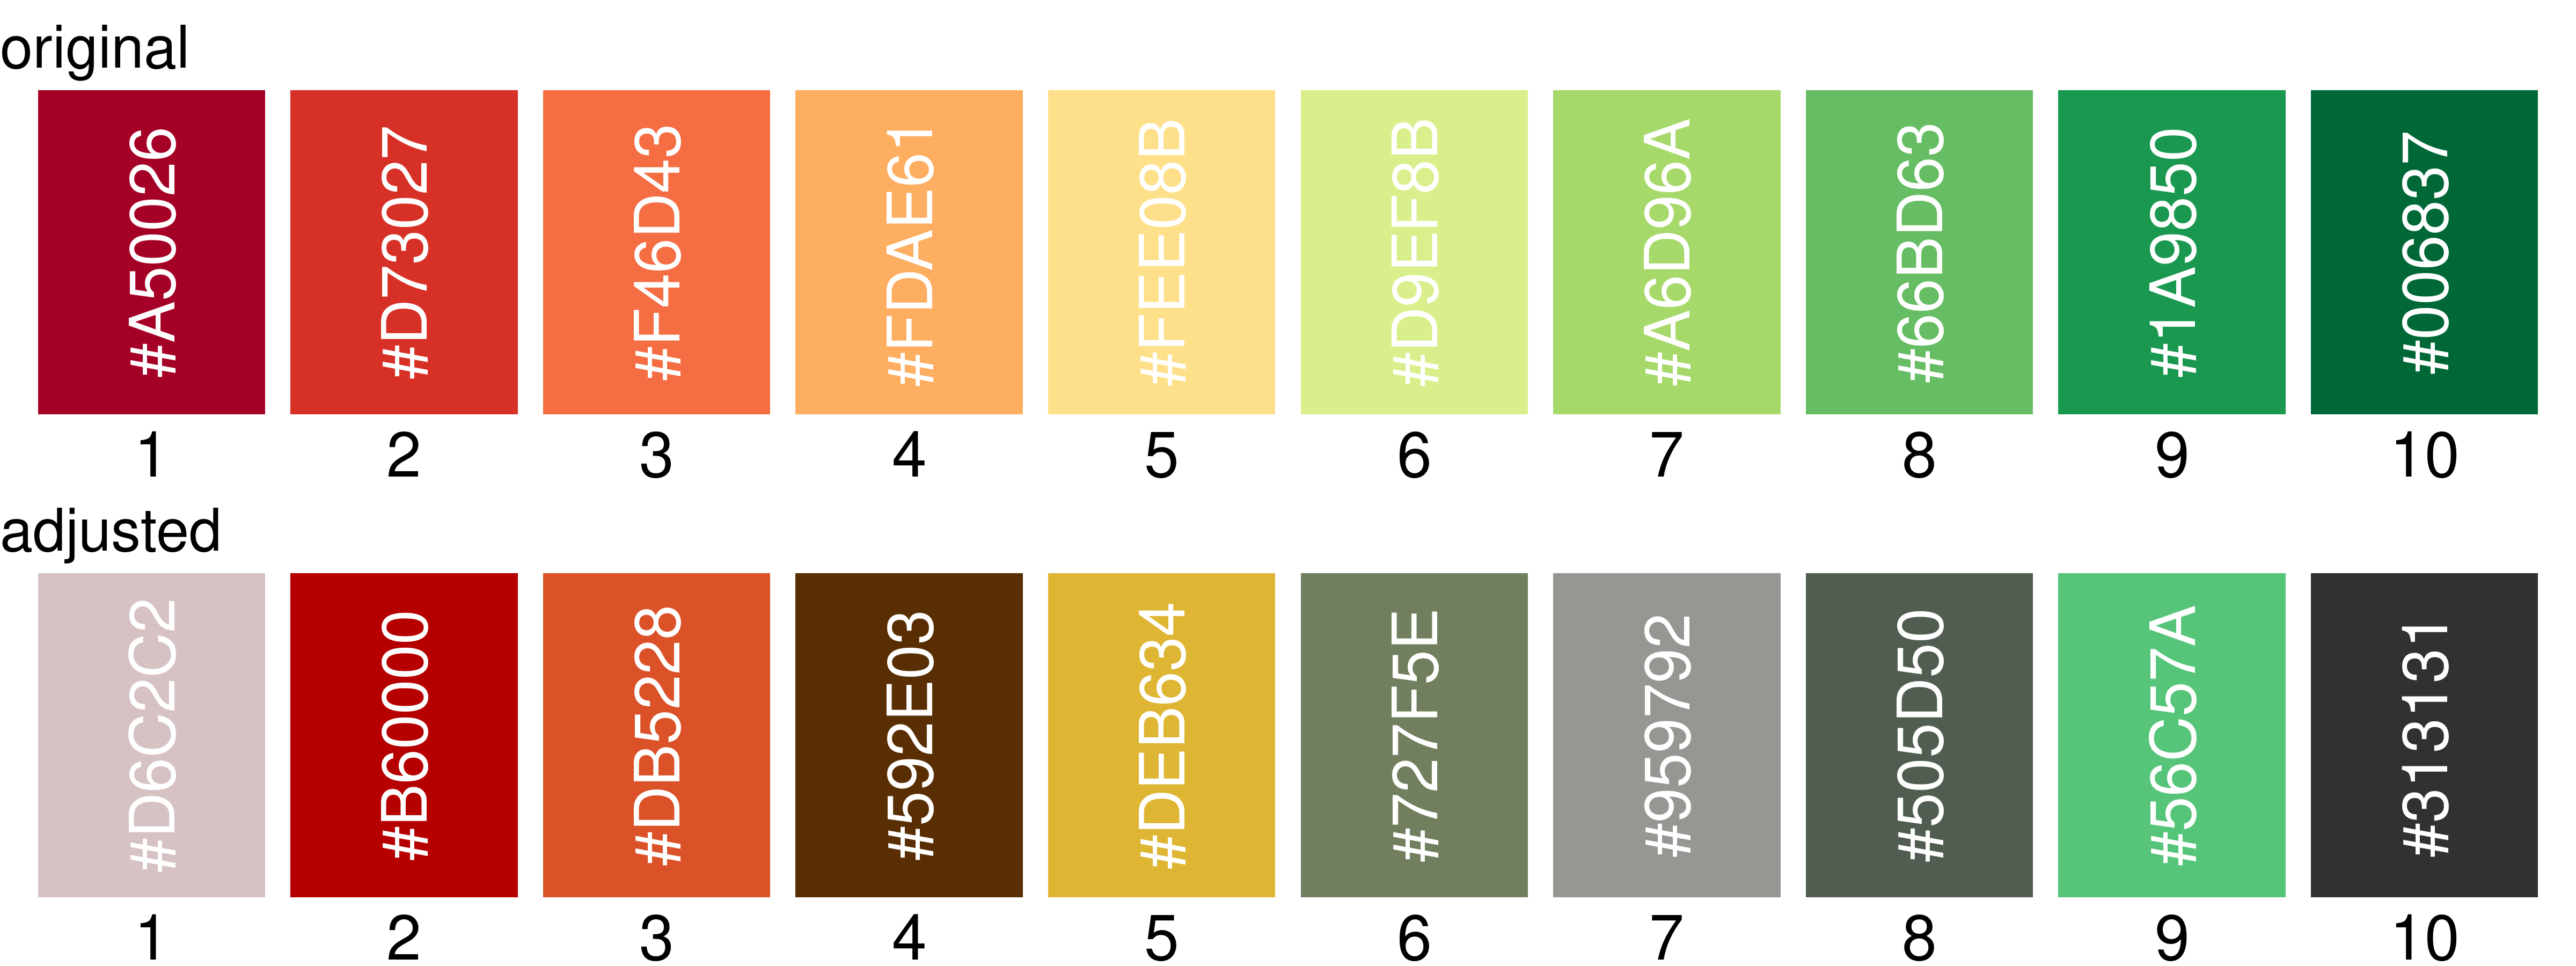 original
#A50026 #D73027 #F46D43 #FDAE61 #FEE08B #D9EF8B #A6D96A #66BD63 #1A9850 #006837
1 2 3 4 5 6 7 8 9 10
adjusted
#D6C2C2 #B60000 #DB5228 #592E03 #DEB634 #727F5E #959792 #505D50 #56C57A #313131
1 2 3 4 5 6 7 8 9 10